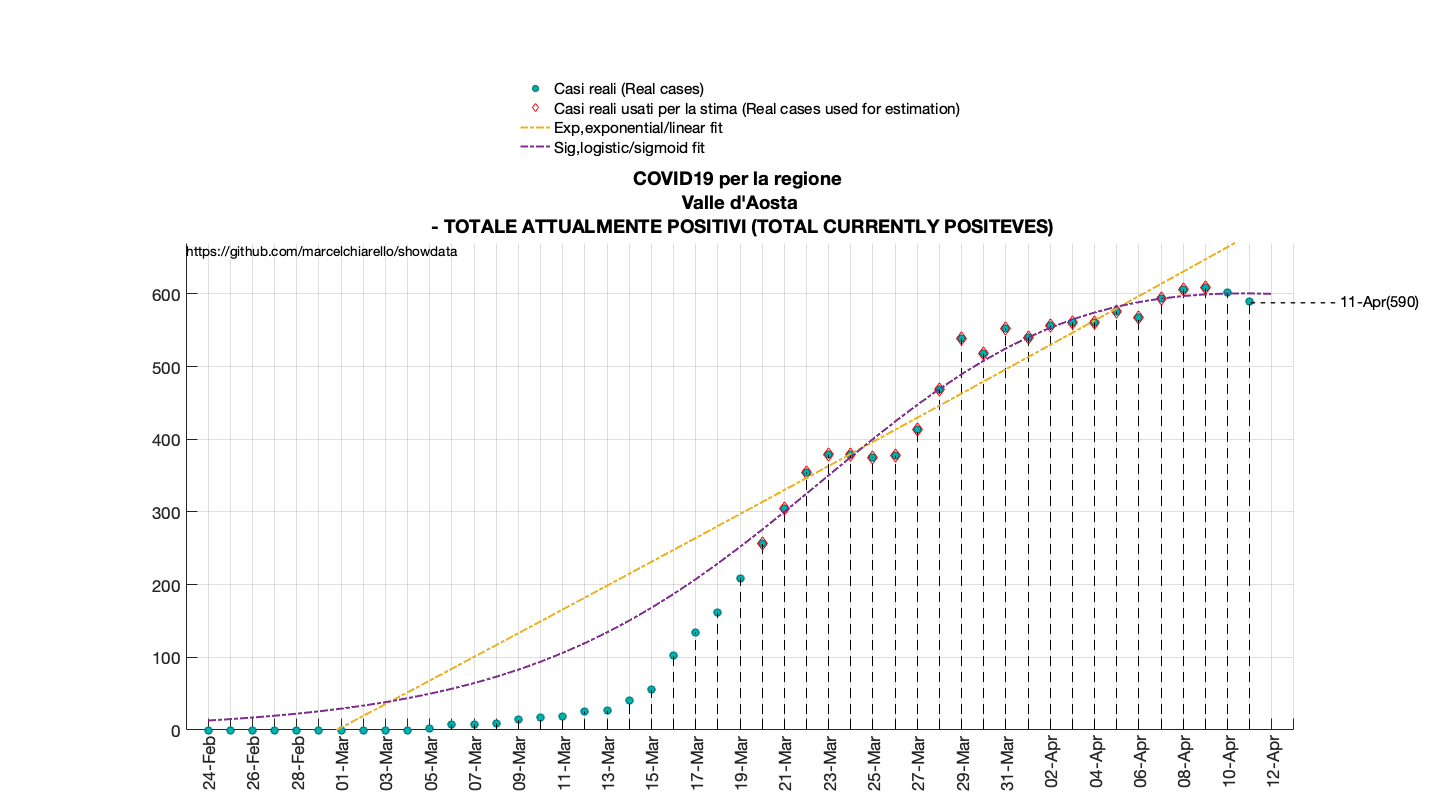 Casi reali (Real cases)
Casi reali usati per la stima (Real cases used for estimation)
Exp,exponential/linear fit
Sig,logistic/sigmoid fit
COVID19 per la regione
Valle d'Aosta
- TOTALE ATTUALMENTE POSITIVI (TOTAL CURRENTLY POSITEVES)
https://github.com/marcelchiarello/showdata
600
500
400
300
200
100
0
11-Apr(590)
24-Feb
26-Feb
28-Feb
01-Mar
03-Mar
05-Mar
07-Mar
09-Mar
11-Mar
13-Mar
15-Mar
17-Mar
19-Mar
21-Mar
23-Mar
25-Mar
27-Mar
29-Mar
31-Mar
02-Apr
04-Apr
06-Apr
08-Apr
10-Apr
12-Apr